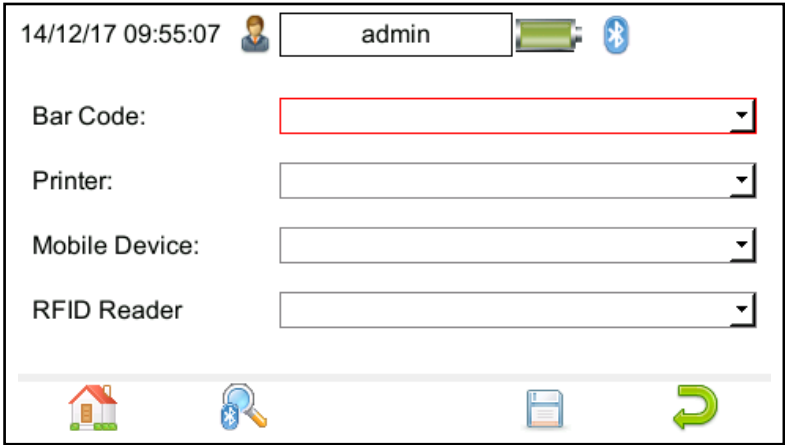 14/12/17 09:55:07 admin
Bar Code:
Printer:
Mobile Device:
RFID Reader